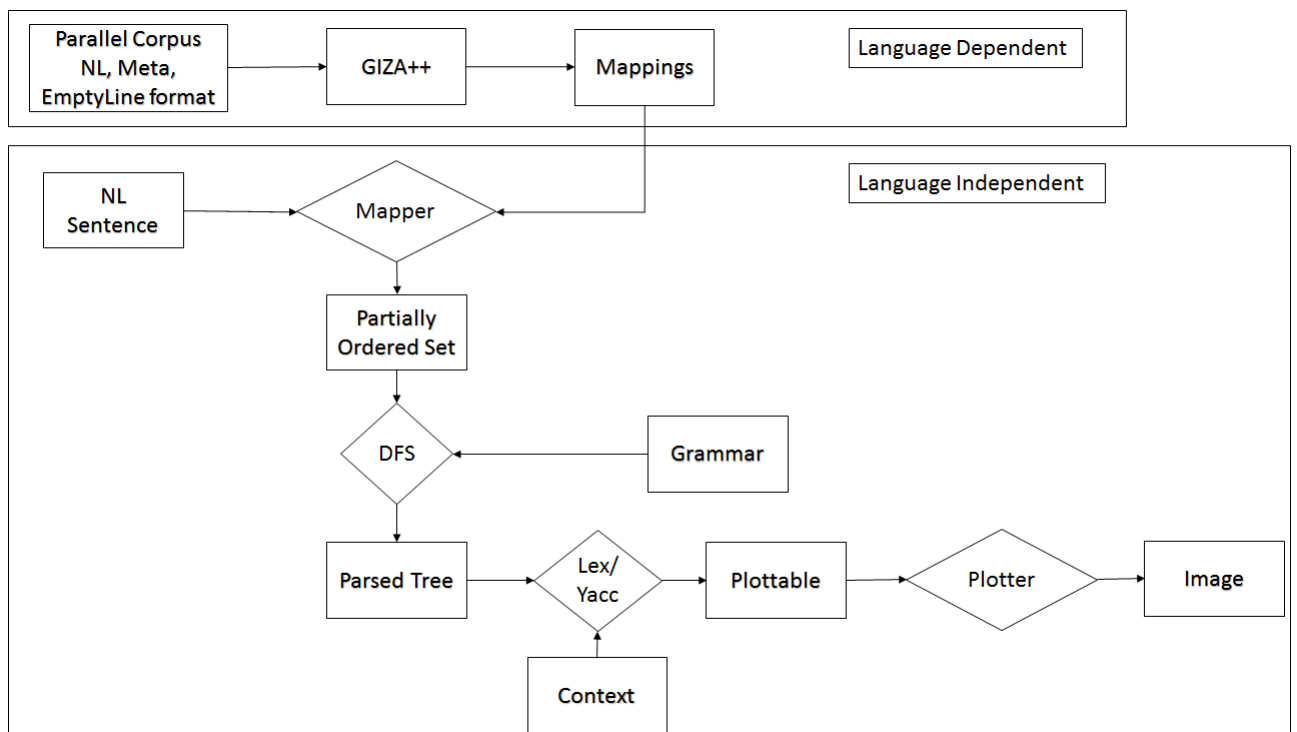 Parallel Corpus
NL, Meta,
EmptyLine format
GIZA++
Mappings
Language Dependent
Language Independent
NL
Sentence
Mapper
Partially
Ordered Set
DFS
Grammar
Parsed Tree
Lex/
Yacc
Plottable
Plotter
Image
Context